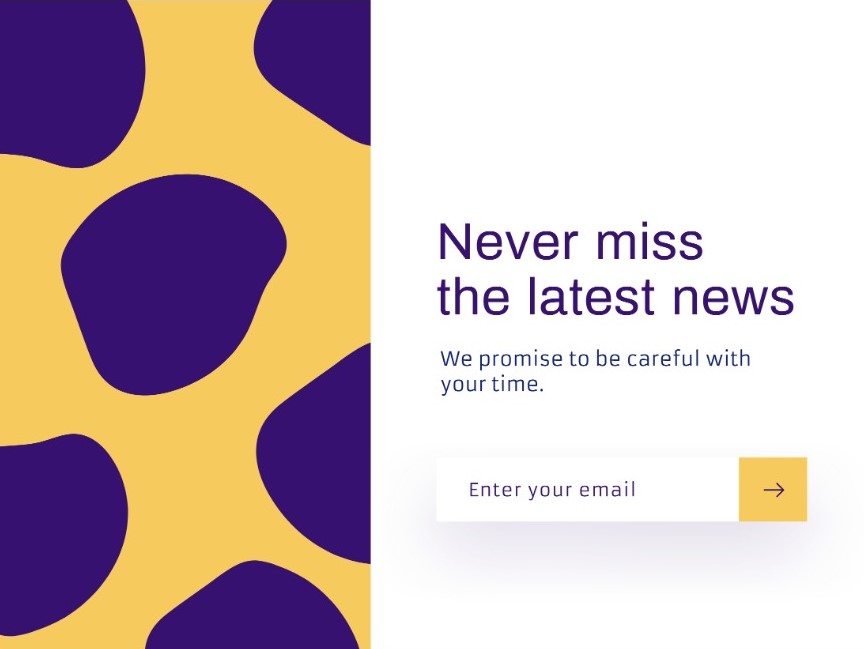 Never miss
the latest news
We promise to be careful with
your time.
Enter your email